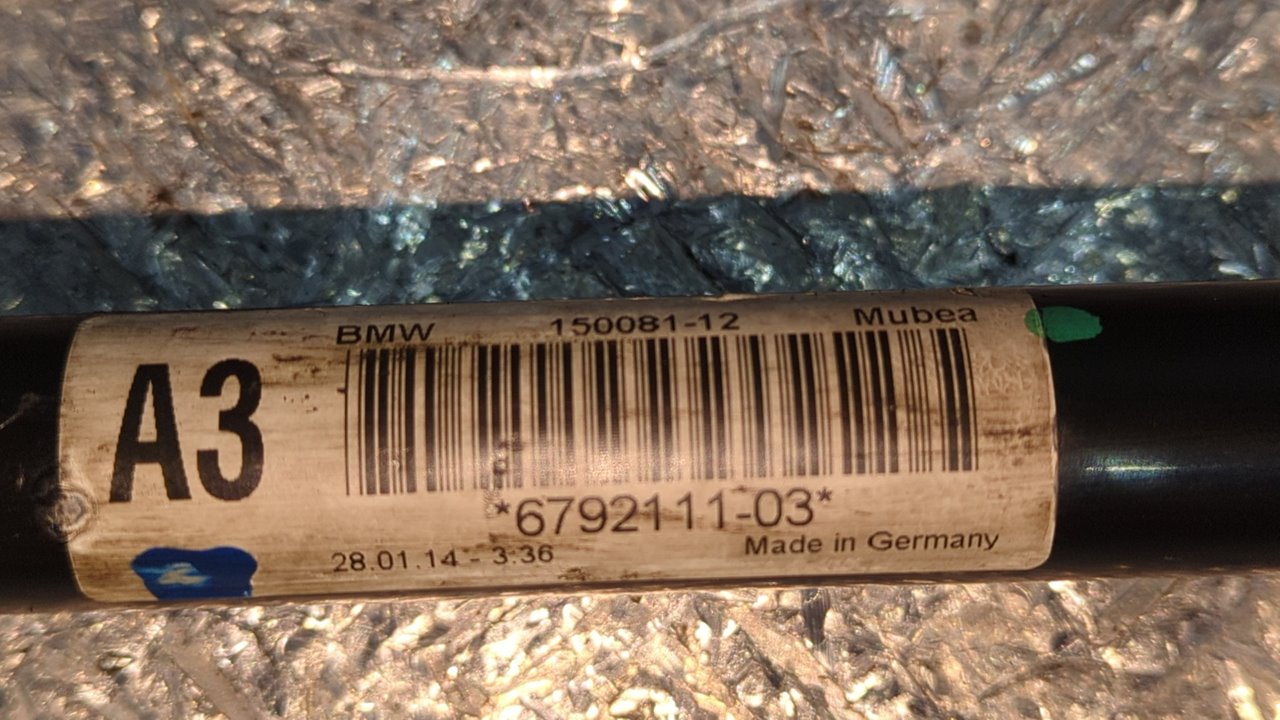 BMW 150081-12 Mubea
A3
*6792111-03*
28.01.14 - 3:36 Made in Germany